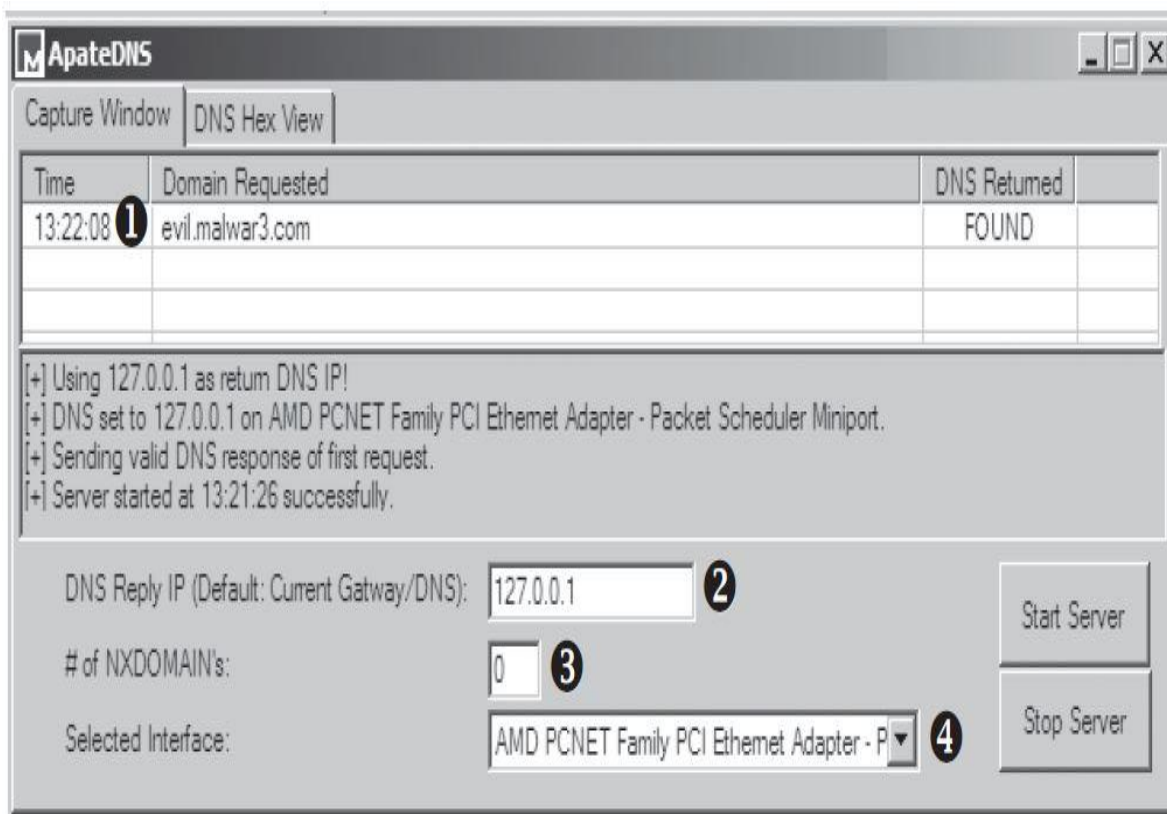 M ApateDNS
Capture Window DNS Hex View
Time Domain Requested DNS Returned
13:22:08 ❶ evil.malwar3.com FOUND
[+] Using 127.0.0.1 as return DNS IP!
[+] DNS set to 127.0.0.1 on AMD PCNET Family PCI Ethernet Adapter - Packet Scheduler Miniport.
[+] Sending valid DNS response of first request.
[+] Server started at 13:21:26 successfully.
DNS Reply IP (Default: Current Gatway/DNS): 127.0.0.1 ❷
Start Server
# of NXDOMAIN's: 0 ❸
Selected Interface: AMD PCNET Family PCI Ethernet Adapter - P ❹
Stop Server